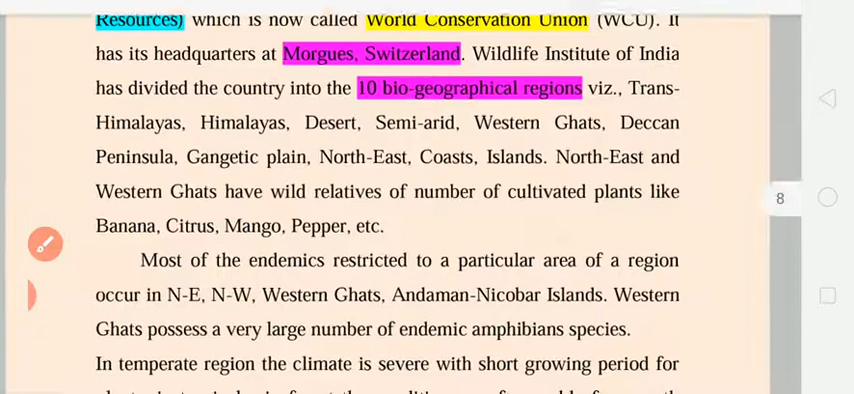 Resources) which is now called World Conservation Union (WCU). It
has its headquarters at Morgues, Switzerland. Wildlife Institute of India
has divided the country into the 10 bio-geographical regions viz., Trans-
Himalayas, Himalayas, Desert, Semi-arid, Western Ghats, Deccan
Peninsula, Gangetic plain, North-East, Coasts, Islands. North-East and
Western Ghats have wild relatives of number of cultivated plants like
Banana, Citrus, Mango, Pepper, etc.
Most of the endemics restricted to a particular area of a region
occur in N-E, N-W, Western Ghats, Andaman-Nicobar Islands. Western
Ghats possess a very large number of endemic amphibians species.
In temperate region the climate is severe with short growing period for
8